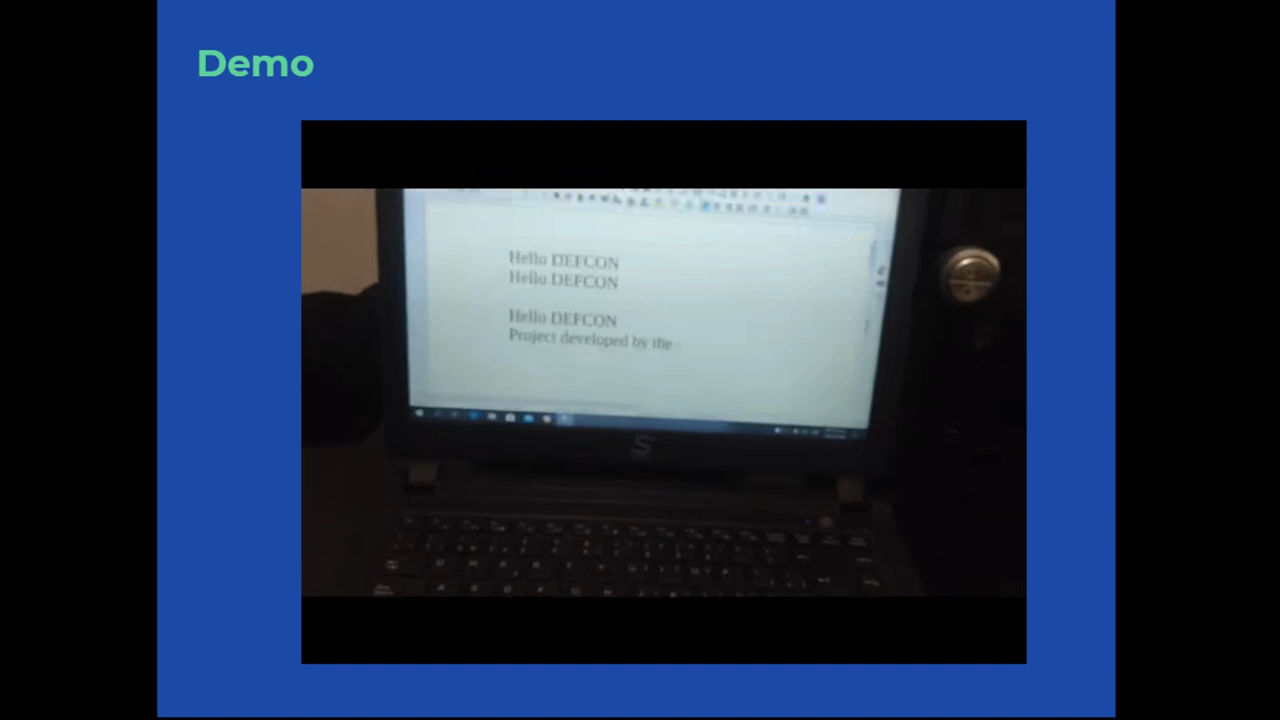 Demo
Hello DEFCON
Hello DEFCON
Hello DEFCON
Project developed by the
S